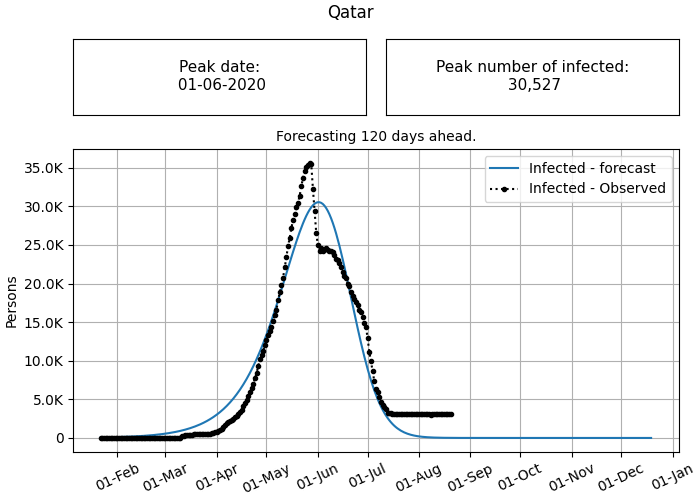 Qatar
Peak date:
01-06-2020
Peak number of infected:
30,527
Forecasting 120 days ahead.
Infected - forecast
Infected - Observed
35.0K
30.0K
25.0K
20.0K
15.0K
10.0K
5.0K
0
Persons
01-Feb
01-Mar
01-Apr
01-May
01-Jun
01-Jul
01-Aug
01-Sep
01-Oct
01-Nov
01-Dec
01-Jan